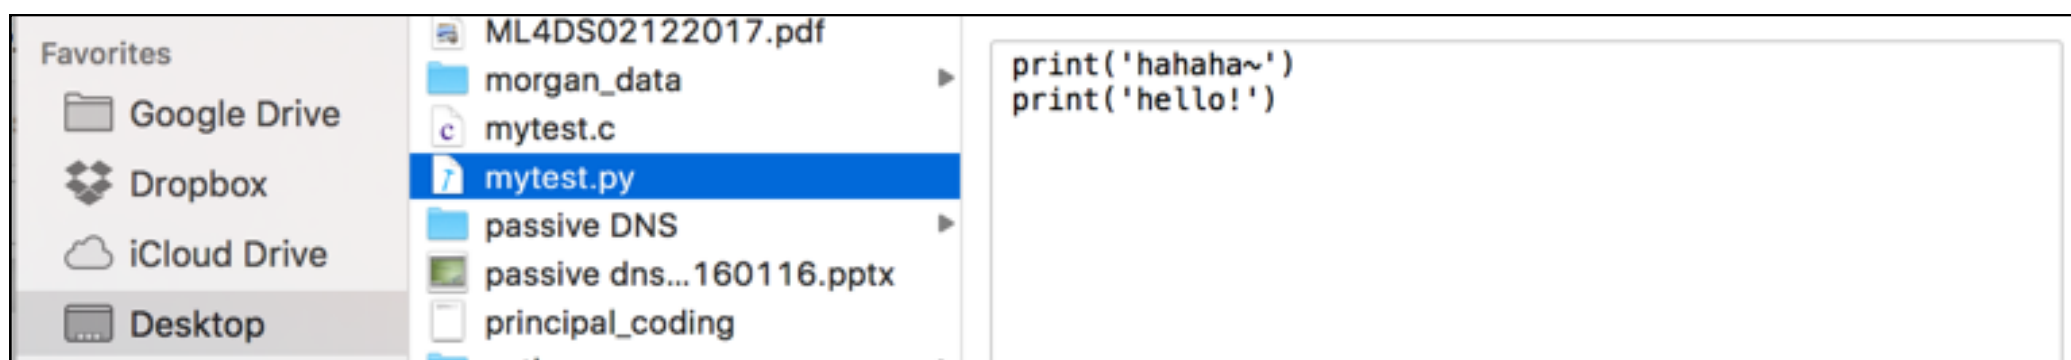 Favorites
Google Drive
Dropbox
iCloud Drive
Desktop
ML4DS02122017.pdf
morgan_data
mytest.c
mytest.py
passive DNS
passive dns...160116.pptx
principal_coding
print('hahaha~')
print('hello!')